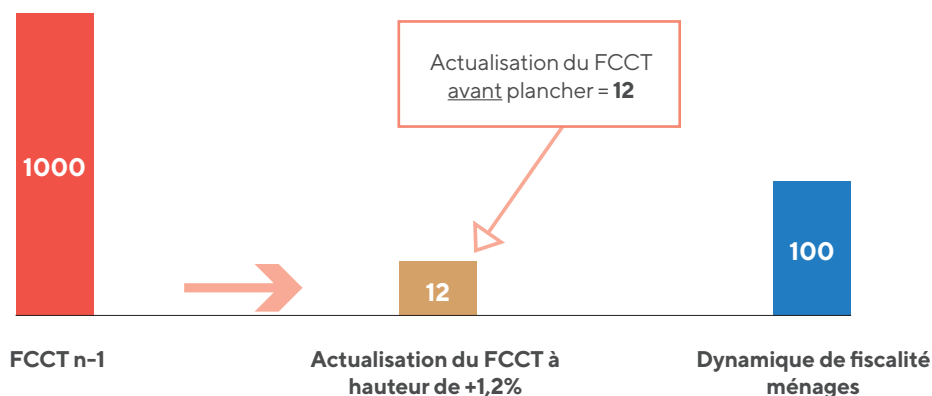 Actualisation du FCCT
avant plancher = 12
1000
12
100
FCCT n-1
Actualisation du FCCT à
hauteur de +1,2%
Dynamique de fiscalité
ménages